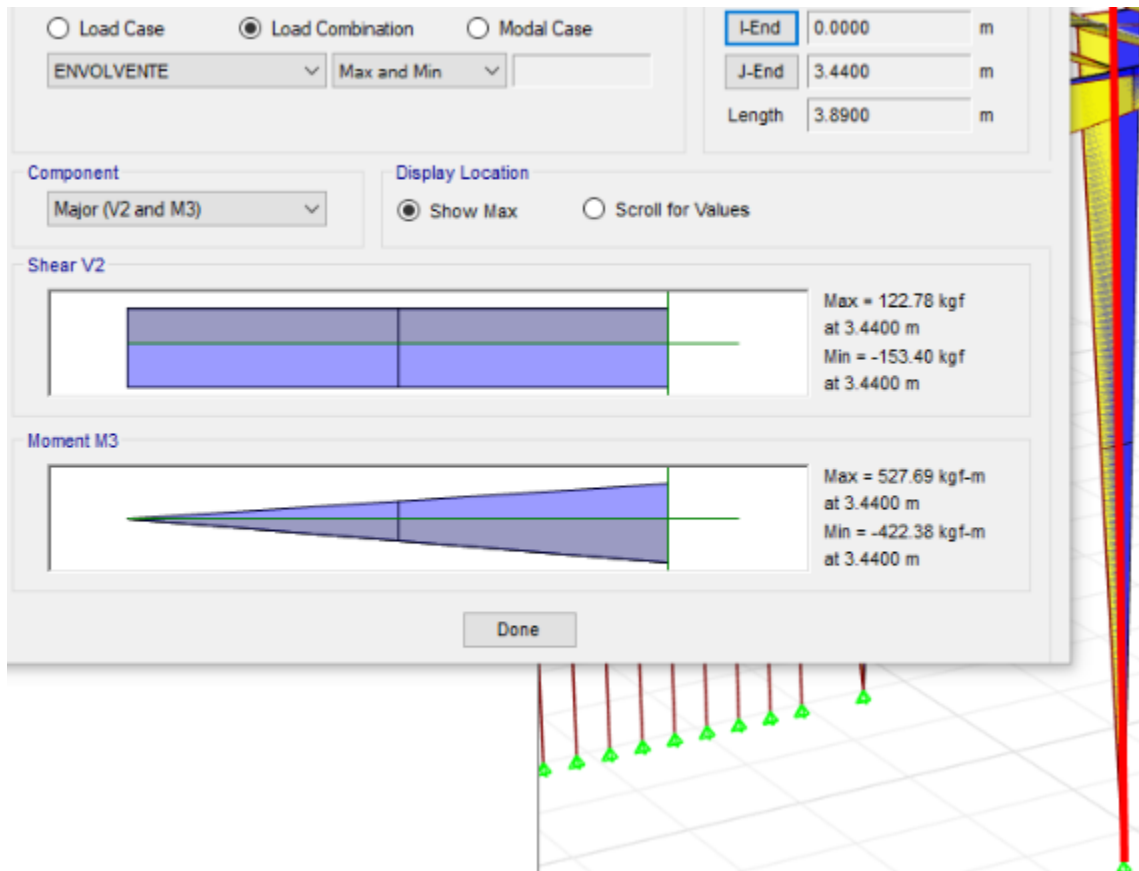 Load Case Load Combination Modal Case
I-End 0.0000 m
ENVOLVENTE Max and Min
J-End 3.4400 m
Length 3.8900 m
Component
Major (V2 and M3)
Display Location
Show Max Scroll for Values
Shear V2
Max = 122.78 kgf
at 3.4400 m
Min = -153.40 kgf
at 3.4400 m
Moment M3
Max = 527.69 kgf-m
at 3.4400 m
Min = -422.38 kgf-m
at 3.4400 m
Done